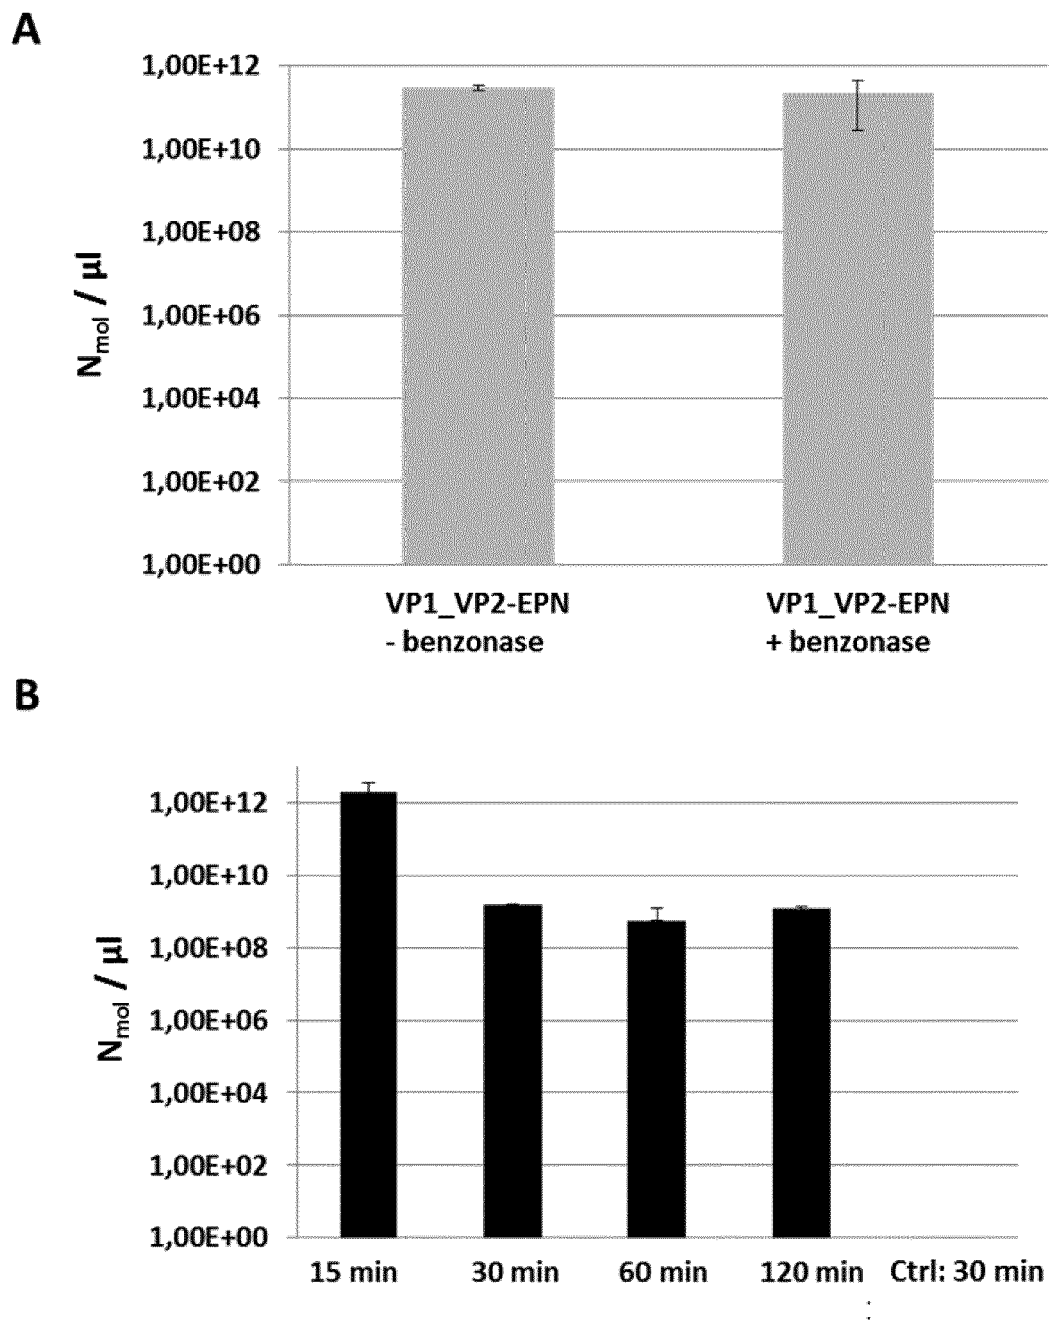 A
1,00E+12
1,00E+10
1,00E+08
1,00E+06
1,00E+04
1,00E+02
1,00E+00
Nmol / µl
VP1_VP2-EPN
- benzonase
VP1_VP2-EPN
+ benzonase
B
1,00E+12
1,00E+10
1,00E+08
1,00E+06
1,00E+04
1,00E+02
1,00E+00
Nmol / µl
15 min 30 min 60 min 120 min Ctrl: 30 min